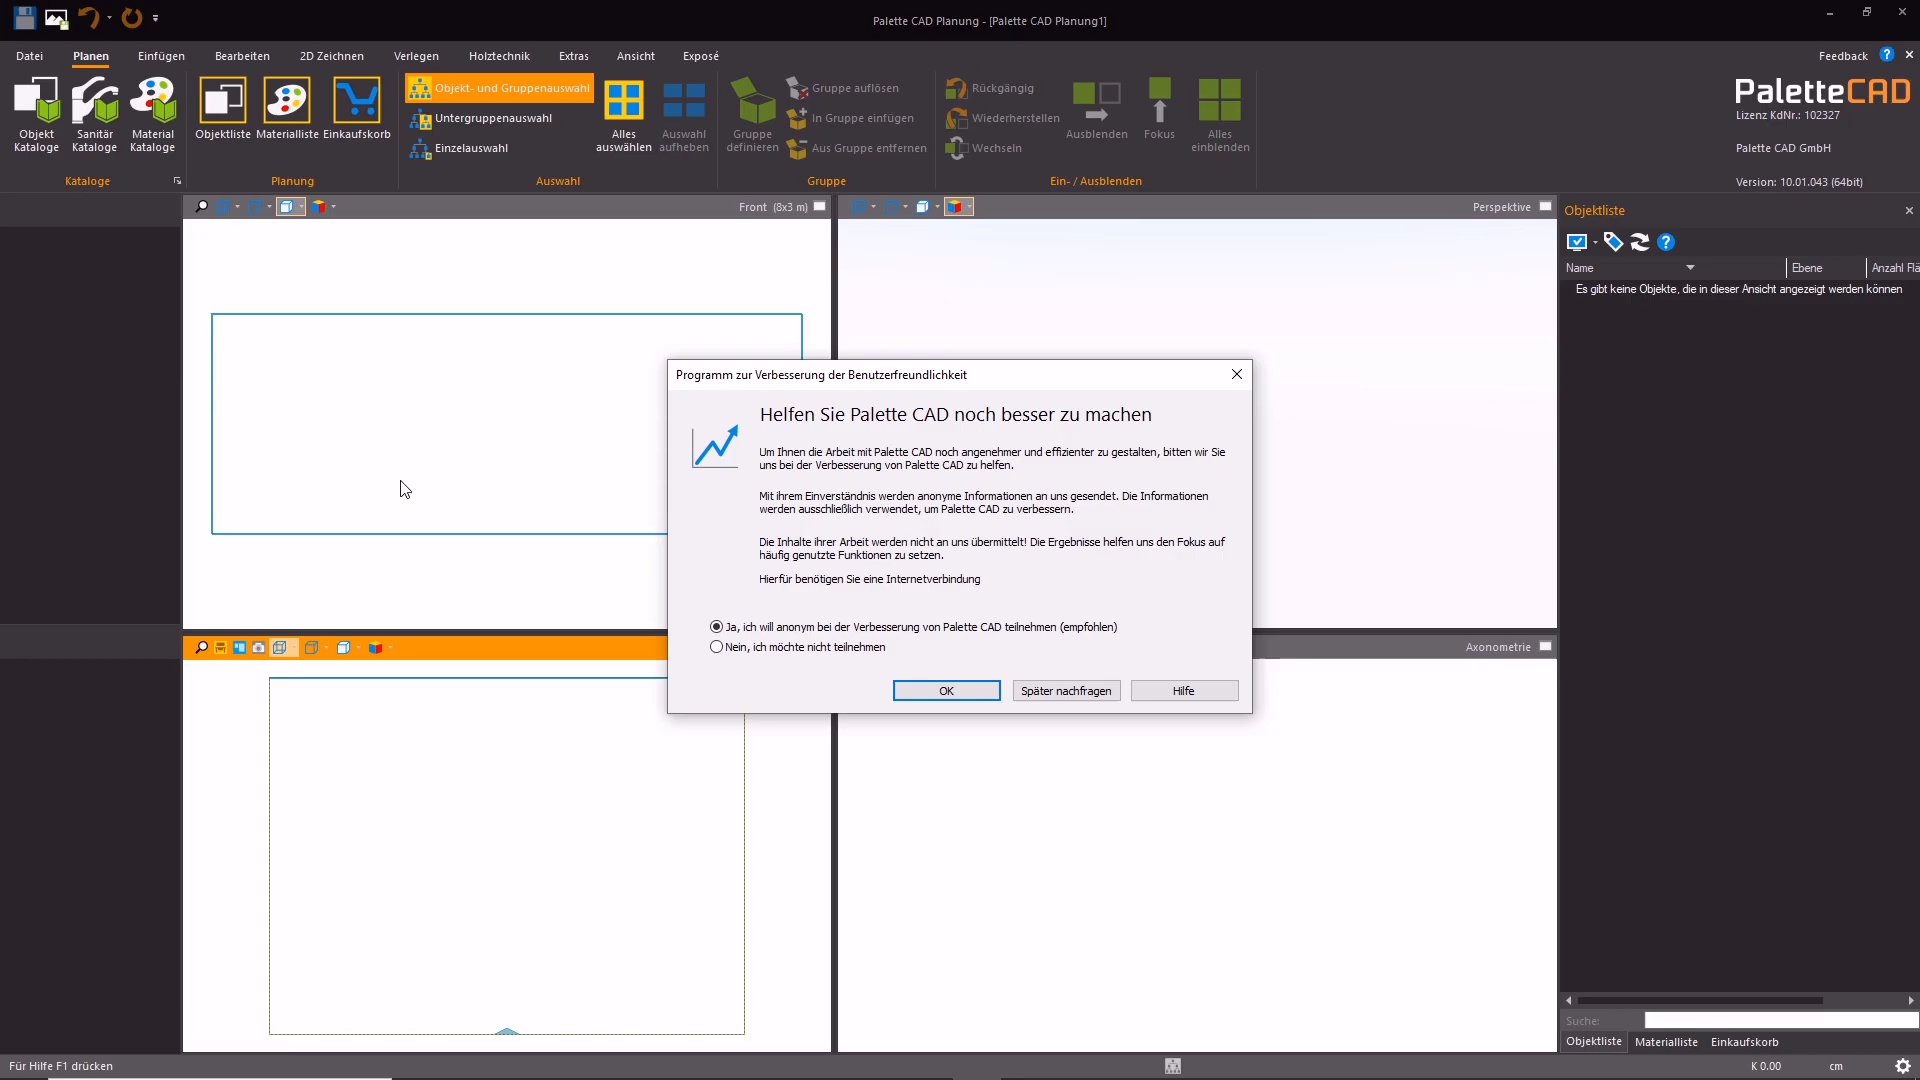 Palette CAD Planung - [Palette CAD Planung1]
Datei Planen Einfügen Bearbeiten 2D Zeichnen Verlegen Holztechnik Extras Ansicht Exposé Feedback
Objekt Kataloge
Sanitär Kataloge
Material Kataloge
Kataloge
Objektliste Materialliste Einkaufskorb
Planung
Objekt- und Gruppenauswahl
Untergruppenauswahl
Einzelauswahl
Alles auswählen
Auswahl aufheben
Auswahl
Gruppe definieren
Gruppe auflösen
In Gruppe einfügen
Aus Gruppe entfernen
Gruppe
Rückgängig
Wiederherstellen
Wechseln
Ausblenden
Fokus
Alles einblenden
Ein- / Ausblenden
PaletteCAD
Lizenz KdNr.: 102327
Palette CAD GmbH
Version: 10.01.043 (64bit)
Front (8x3 m)
Perspektive
Objektliste
Name Ebene Anzahl Flä
Es gibt keine Objekte, die in dieser Ansicht angezeigt werden können
Programm zur Verbesserung der Benutzerfreundlichkeit
Helfen Sie Palette CAD noch besser zu machen
Um Ihnen die Arbeit mit Palette CAD noch angenehmer und effizienter zu gestalten, bitten wir Sie
uns bei der Verbesserung von Palette CAD zu helfen.
Mit ihrem Einverständnis werden anonyme Informationen an uns gesendet. Die Informationen
werden ausschließlich verwendet, um Palette CAD zu verbessern.
Die Inhalte ihrer Arbeit werden nicht an uns übermittelt! Die Ergebnisse helfen uns den Fokus auf
häufig genutzte Funktionen zu setzen.
Hierfür benötigen Sie eine Internetverbindung
Ja, ich will anonym bei der Verbesserung von Palette CAD teilnehmen (empfohlen)
Nein, ich möchte nicht teilnehmen
OK Später nachfragen Hilfe
Axonometrie
Suche:
Objektliste Materialliste Einkaufskorb
Für Hilfe F1 drücken K 0.00 cm